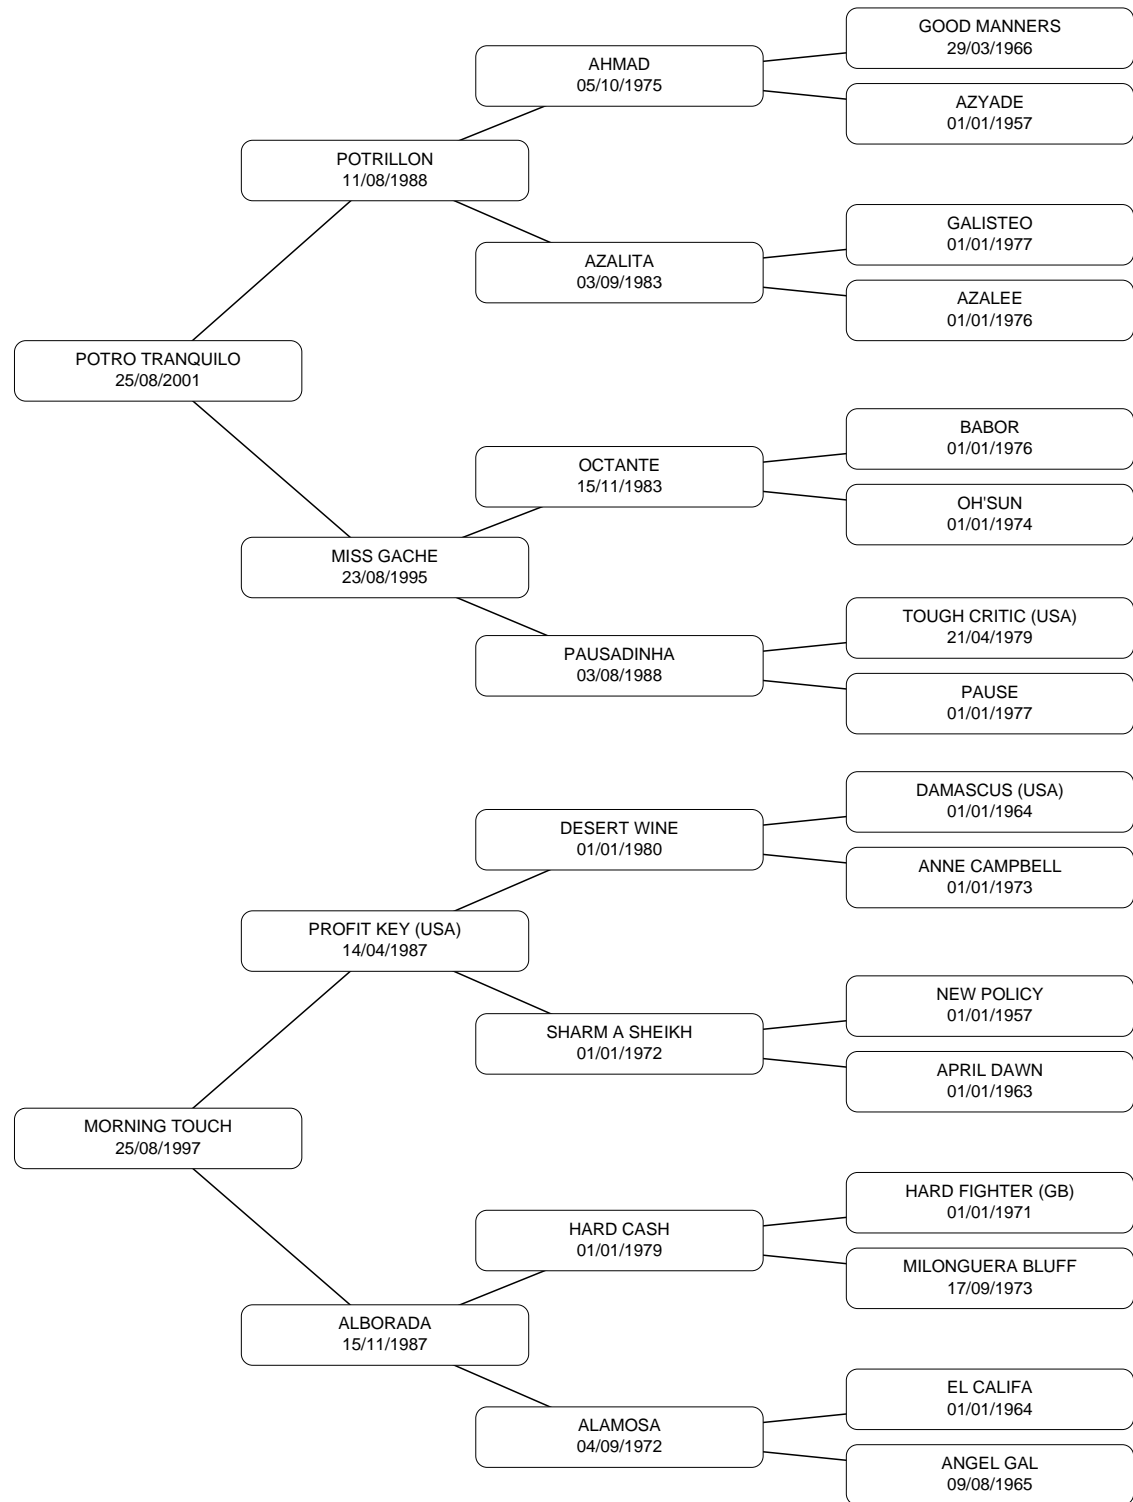 GOOD MANNERS
29/03/1966
AHMAD
05/10/1975
AZYADE
01/01/1957
POTRILLON
11/08/1988
GALISTEO
01/01/1977
AZALITA
03/09/1983
AZALEE
01/01/1976
POTRO TRANQUILO
25/08/2001
BABOR
01/01/1976
OCTANTE
15/11/1983
OH'SUN
01/01/1974
MISS GACHE
23/08/1995
TOUGH CRITIC (USA)
21/04/1979
PAUSADINHA
03/08/1988
PAUSE
01/01/1977
DAMASCUS (USA)
01/01/1964
DESERT WINE
01/01/1980
ANNE CAMPBELL
01/01/1973
PROFIT KEY (USA)
14/04/1987
NEW POLICY
01/01/1957
SHARM A SHEIKH
01/01/1972
APRIL DAWN
01/01/1963
MORNING TOUCH
25/08/1997
HARD FIGHTER (GB)
01/01/1971
HARD CASH
01/01/1979
MILONGUERA BLUFF
17/09/1973
ALBORADA
15/11/1987
EL CALIFA
01/01/1964
ALAMOSA
04/09/1972
ANGEL GAL
09/08/1965